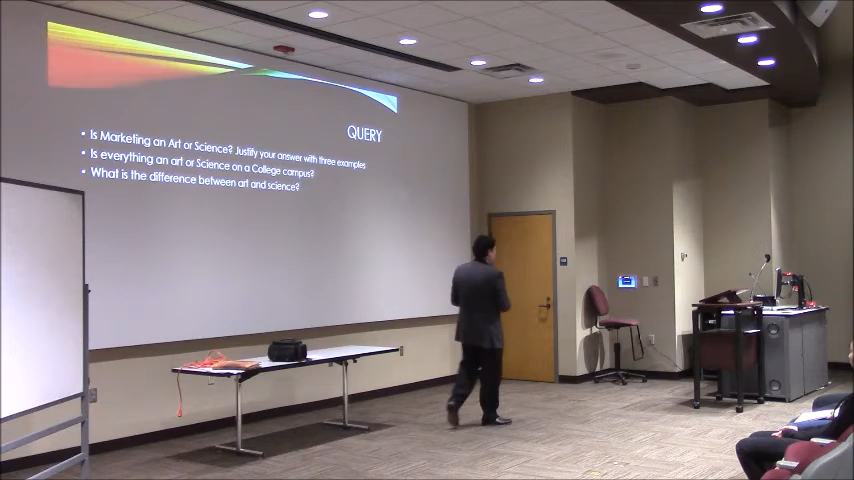 QUERY
• Is Marketing an Art or Science? Justify your answer with three examples
• Is everything an art or Science on a College campus?
• What is the difference between art and science?